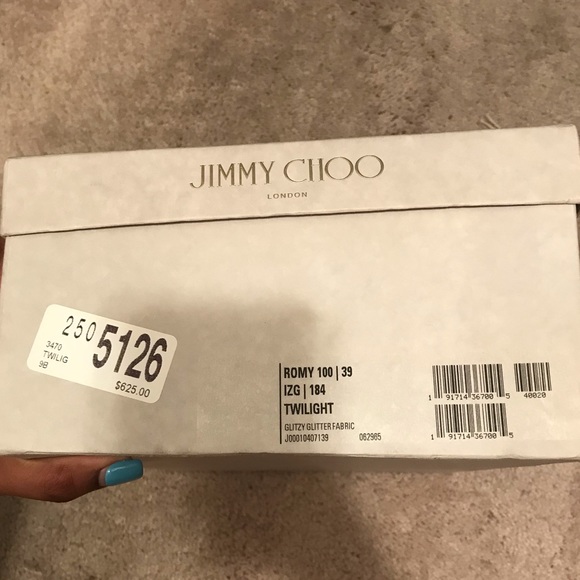 JIMMY CHOO
LONDON
250 5126
3470
TWILIG
9B
$625.00
ROMY 100 | 39
IZG | 184
TWILIGHT
GLITZY GLITTER FABRIC
J00010407139 062965
1 91714 36700 5 40020
1 91714 36700 5